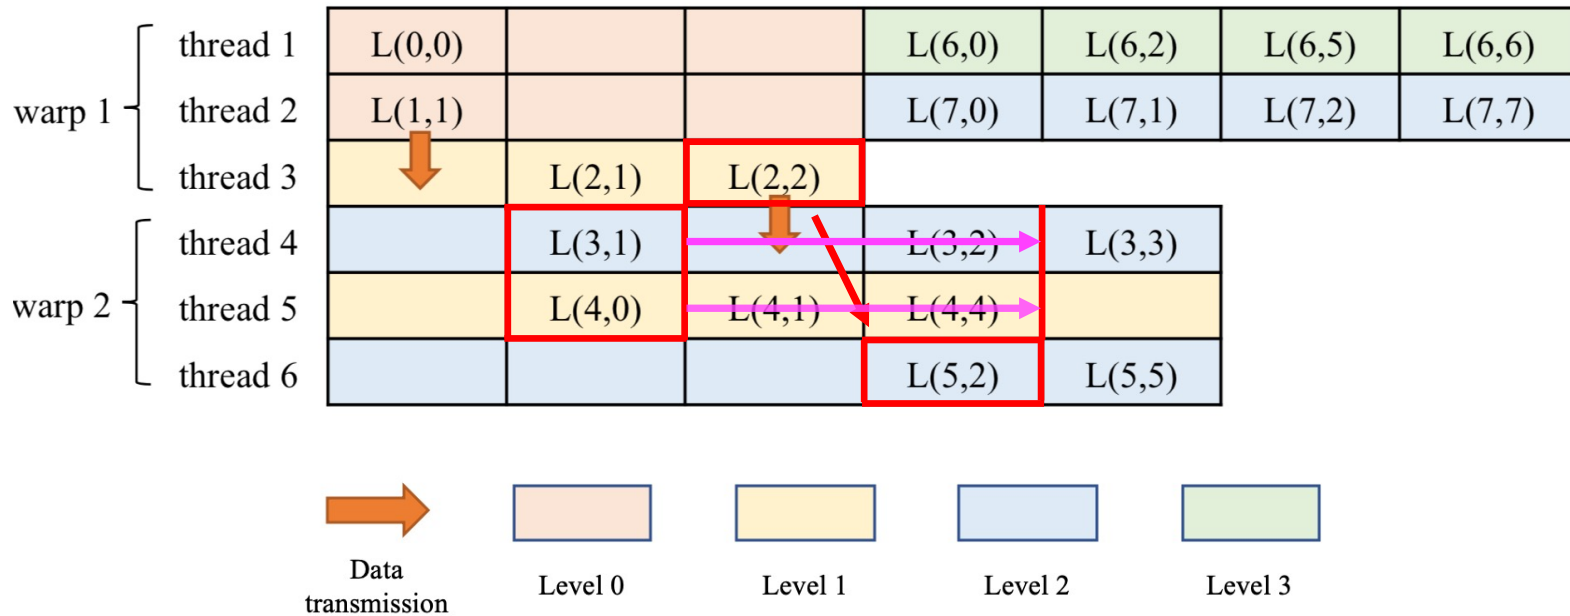 thread 1 L(0,0) L(6,0) L(6,2) L(6,5) L(6,6)
warp 1 thread 2 L(1,1) L(7,0) L(7,1) L(7,2) L(7,7)
thread 3 L(2,1) L(2,2)
thread 4 L(3,1) L(3,2) L(3,3)
warp 2 thread 5 L(4,0) L(4,1) L(4,4)
thread 6 L(5,2) L(5,5)
Data
transmission
Level 0 Level 1 Level 2 Level 3